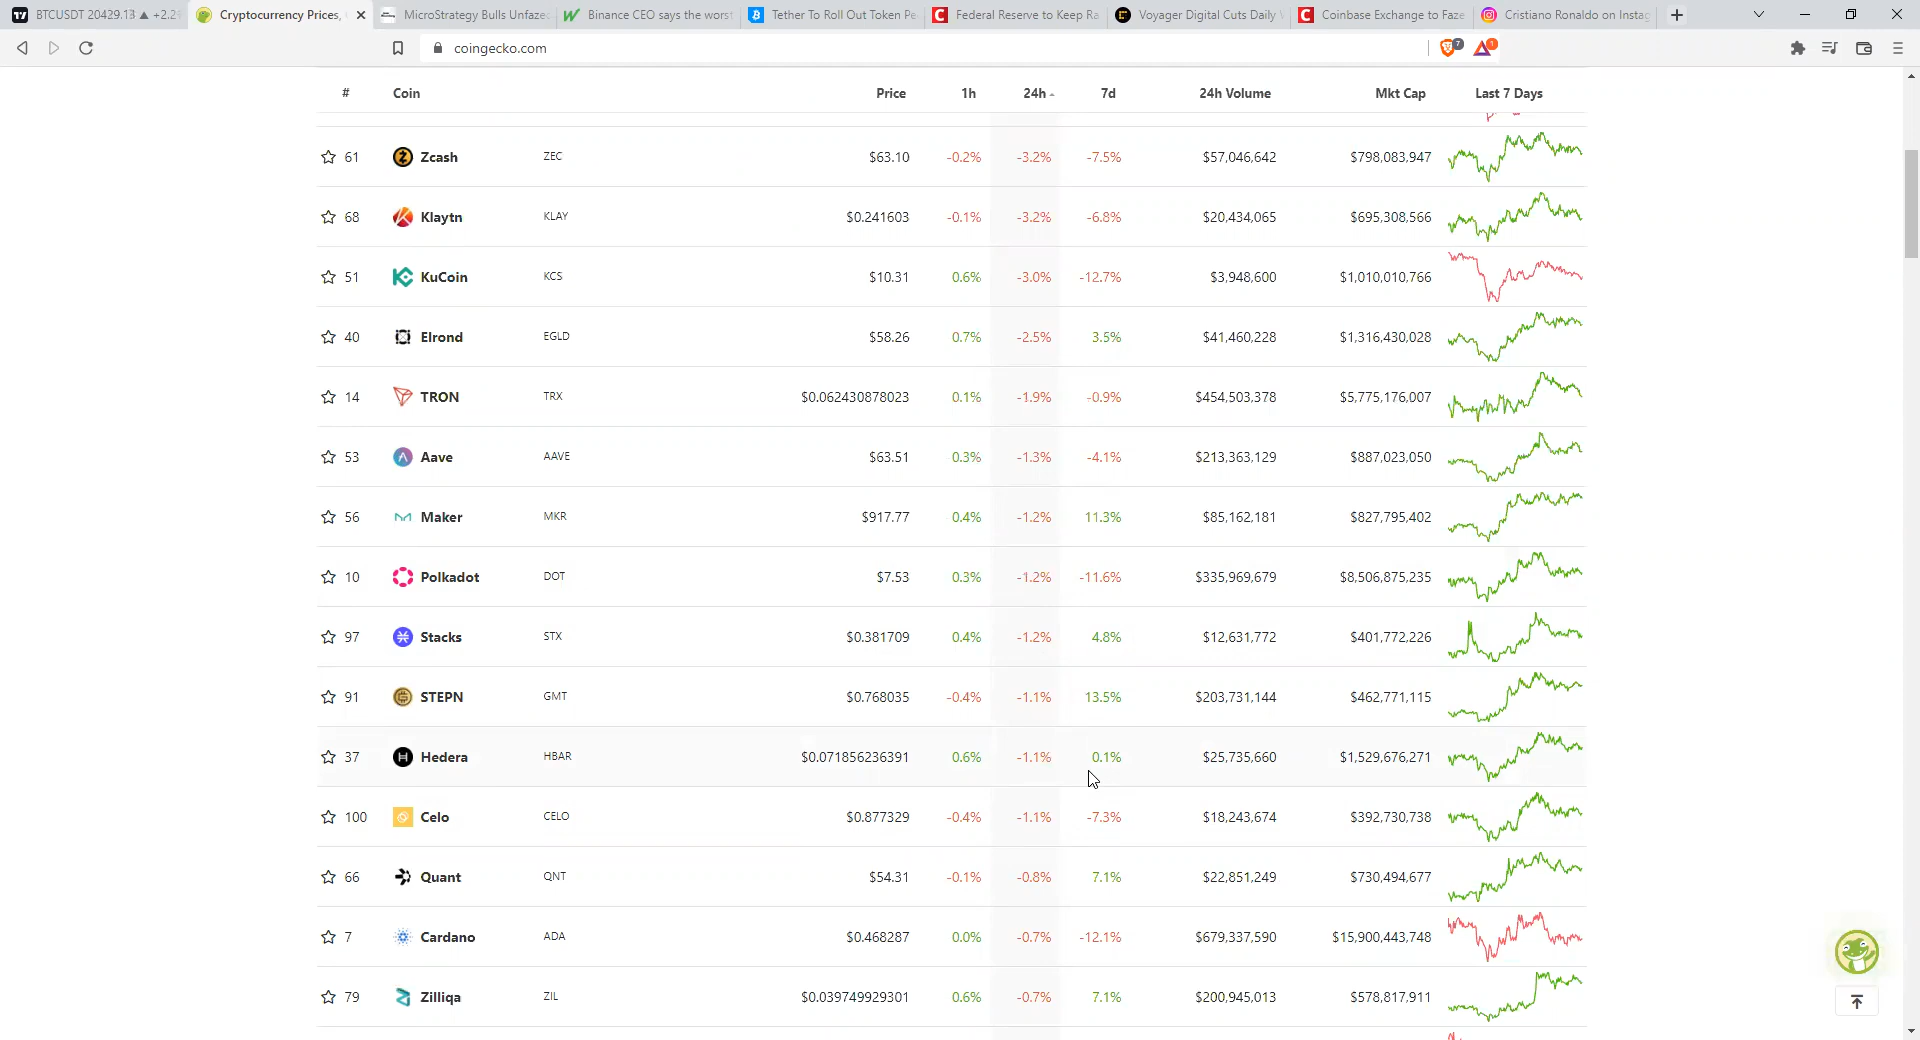 BTCUSDT 20429.13 ▲ +2.2
Cryptocurrency Prices,
MicroStrategy Bulls Unfazed
Binance CEO says the worst
Tether To Roll Out Token Pe
Federal Reserve to Keep Ra
Voyager Digital Cuts Daily
Coinbase Exchange to Faze
Cristiano Ronaldo on Instag
coingecko.com
7
1
# Coin Price 1h 24h 7d 24h Volume Mkt Cap Last 7 Days
61 Zcash ZEC $63.10 -0.2% -3.2% -7.5% $57,046,642 $798,083,947
68 Klaytn KLAY $0.241603 -0.1% -3.2% -6.8% $20,434,065 $695,308,566
51 KuCoin KCS $10.31 0.6% -3.0% -12.7% $3,948,600 $1,010,010,766
40 Elrond EGLD $58.26 0.7% -2.5% 3.5% $41,460,228 $1,316,430,028
14 TRON TRX $0.062430878023 0.1% -1.9% -0.9% $454,503,378 $5,775,176,007
53 Aave AAVE $63.51 0.3% -1.3% -4.1% $213,363,129 $887,023,050
56 Maker MKR $917.77 0.4% -1.2% 11.3% $85,162,181 $827,795,402
10 Polkadot DOT $7.53 0.3% -1.2% -11.6% $335,969,679 $8,506,875,235
97 Stacks STX $0.381709 0.4% -1.2% 4.8% $12,631,772 $401,772,226
91 STEPN GMT $0.768035 -0.4% -1.1% 13.5% $203,731,144 $462,771,115
37 Hedera HBAR $0.071856236391 0.6% -1.1% 0.1% $25,735,660 $1,529,676,271
100 Celo CELO $0.877329 -0.4% -1.1% -7.3% $18,243,674 $392,730,738
66 Quant QNT $54.31 -0.1% -0.8% 7.1% $22,851,249 $730,494,677
7 Cardano ADA $0.468287 0.0% -0.7% -12.1% $679,337,590 $15,900,443,748
79 Zilliqa ZIL $0.039749929301 0.6% -0.7% 7.1% $200,945,013 $578,817,911